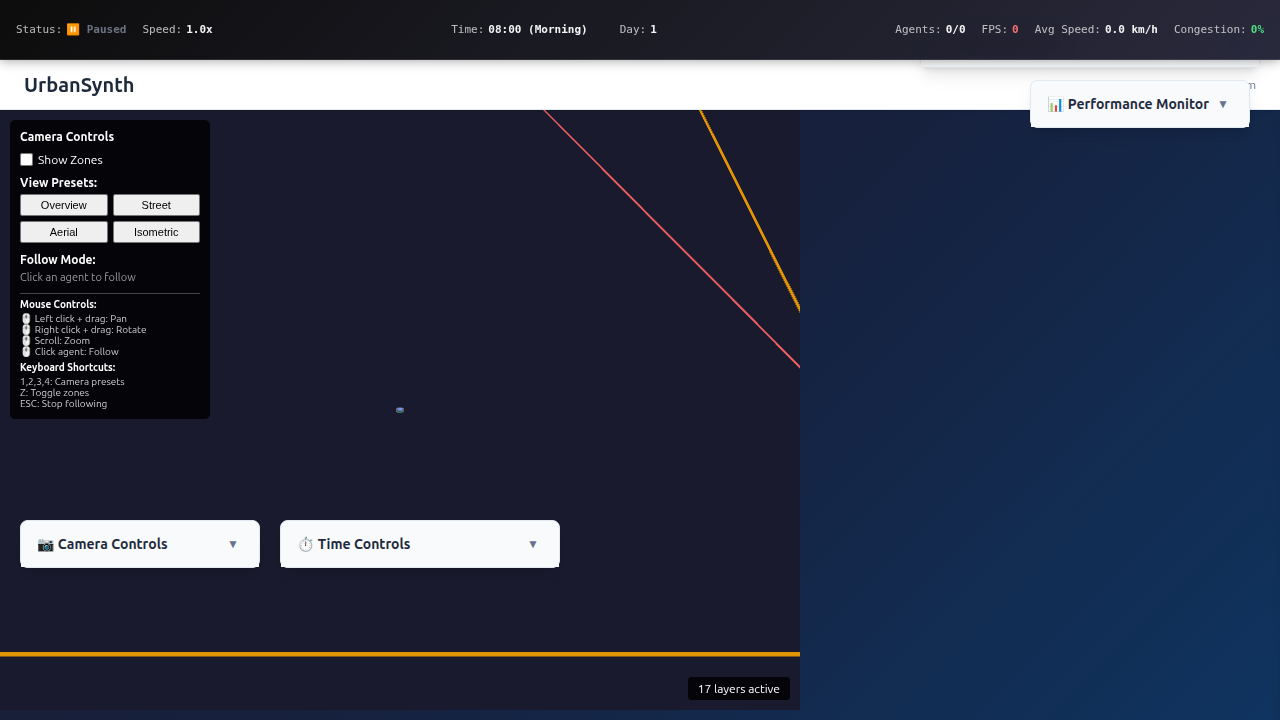 Status: ⏸️ Paused Speed: 1.0x Time: 08:00 (Morning) Day: 1 Agents: 0/0 FPS: 0 Avg Speed: 0.0 km/h Congestion: 0%
UrbanSynth
📊 Performance Monitor ▼
Camera Controls
Show Zones
View Presets:
Overview Street
Aerial Isometric
Follow Mode:
Click an agent to follow
Mouse Controls:
🖱️ Left click + drag: Pan
🖱️ Right click + drag: Rotate
🖱️ Scroll: Zoom
🖱️ Click agent: Follow
Keyboard Shortcuts:
1,2,3,4: Camera presets
Z: Toggle zones
ESC: Stop following
📷 Camera Controls ▼
⏱️ Time Controls ▼
17 layers active